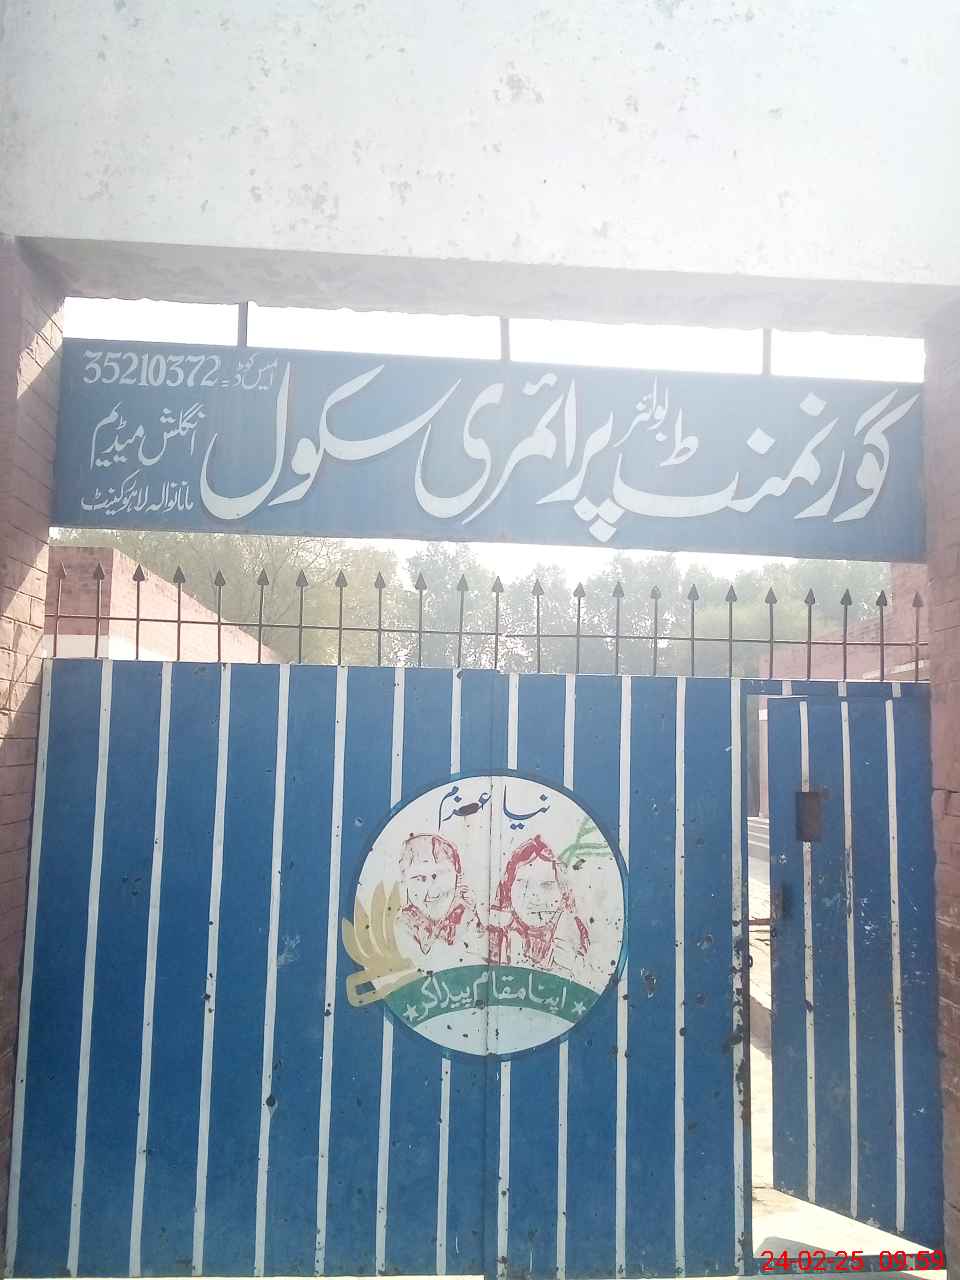 گورنمنٹ بوائز پرائمری سکول
ایمس کوڈ = 35210372
انگلش میڈیم
مانانوالہ لاہور کینٹ
نیا عزم
اپنا مقام پیدا کر
24-02-25 09:59